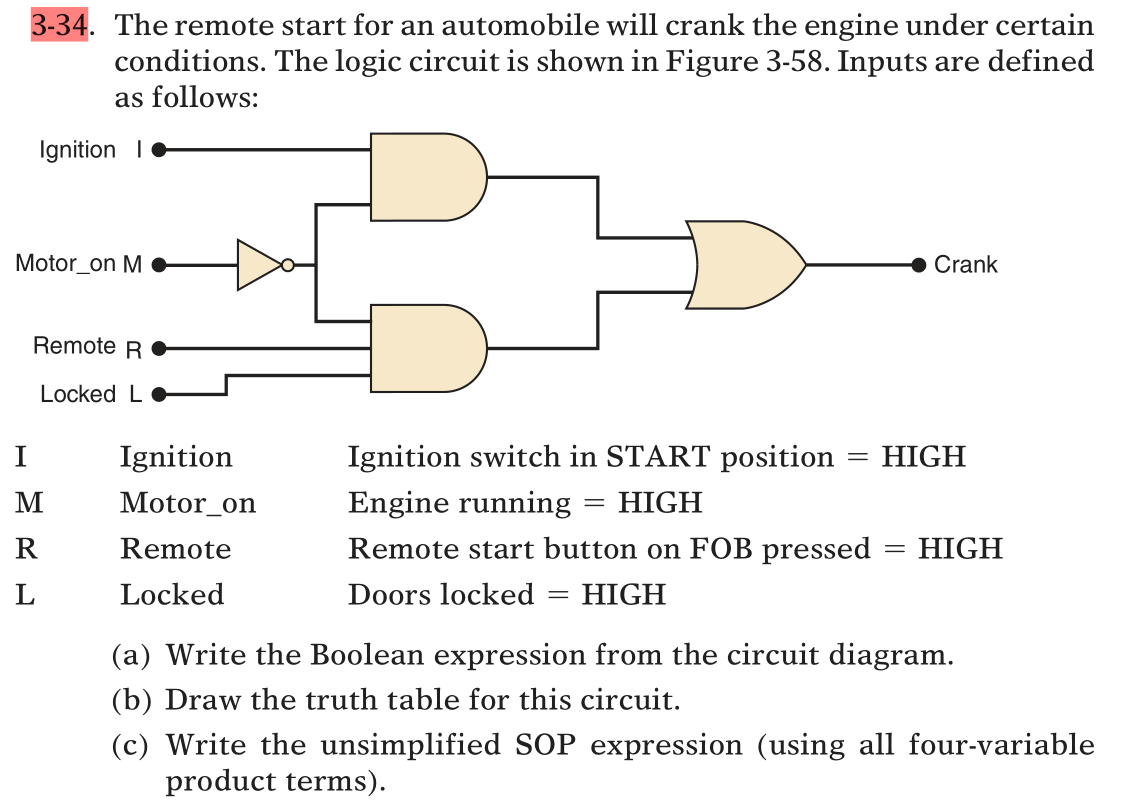 3-34. The remote start for an automobile will crank the engine under certain
conditions. The logic circuit is shown in Figure 3-58. Inputs are defined
as follows:
Ignition I
Motor_on M
Crank
Remote R
Locked L
I Ignition Ignition switch in START position = HIGH
M Motor_on Engine running = HIGH
R Remote Remote start button on FOB pressed = HIGH
L Locked Doors locked = HIGH
(a) Write the Boolean expression from the circuit diagram.
(b) Draw the truth table for this circuit.
(c) Write the unsimplified SOP expression (using all four-variable
product terms).